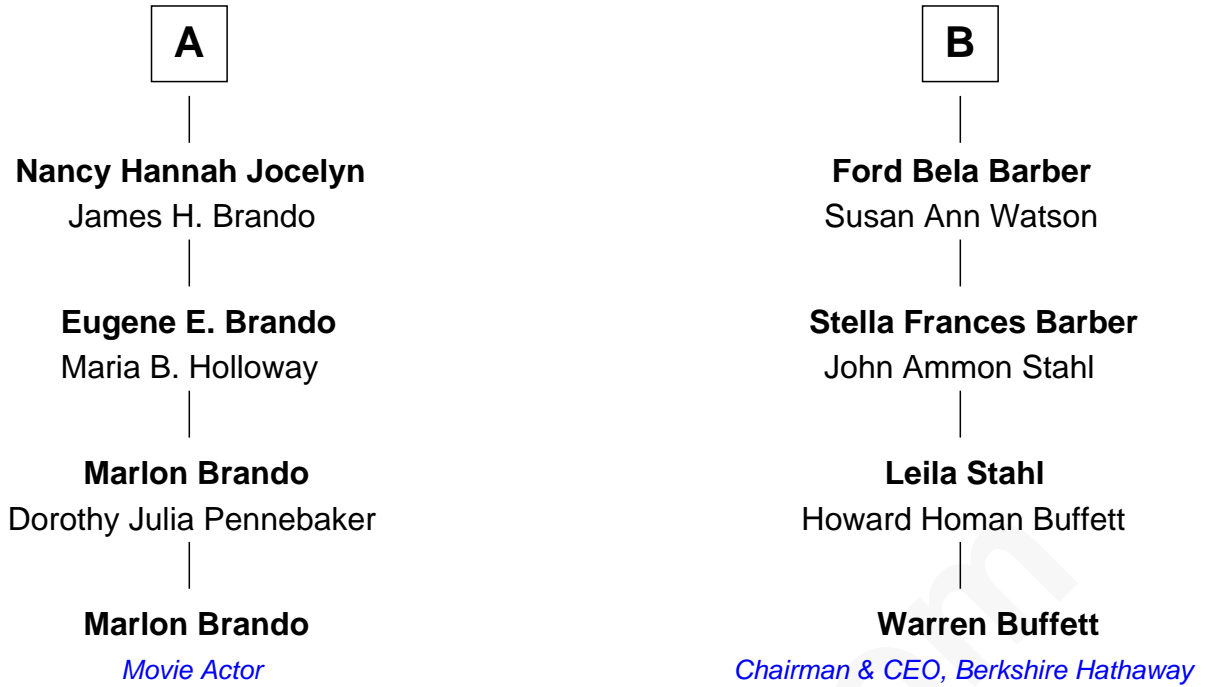 A
Nancy Hannah Jocelyn
James H. Brando
Eugene E. Brando
Maria B. Holloway
Marlon Brando
Dorothy Julia Pennebaker
Marlon Brando
Movie Actor
B
Ford Bela Barber
Susan Ann Watson
Stella Frances Barber
John Ammon Stahl
Leila Stahl
Howard Homan Buffett
Warren Buffett
Chairman & CEO, Berkshire Hathaway